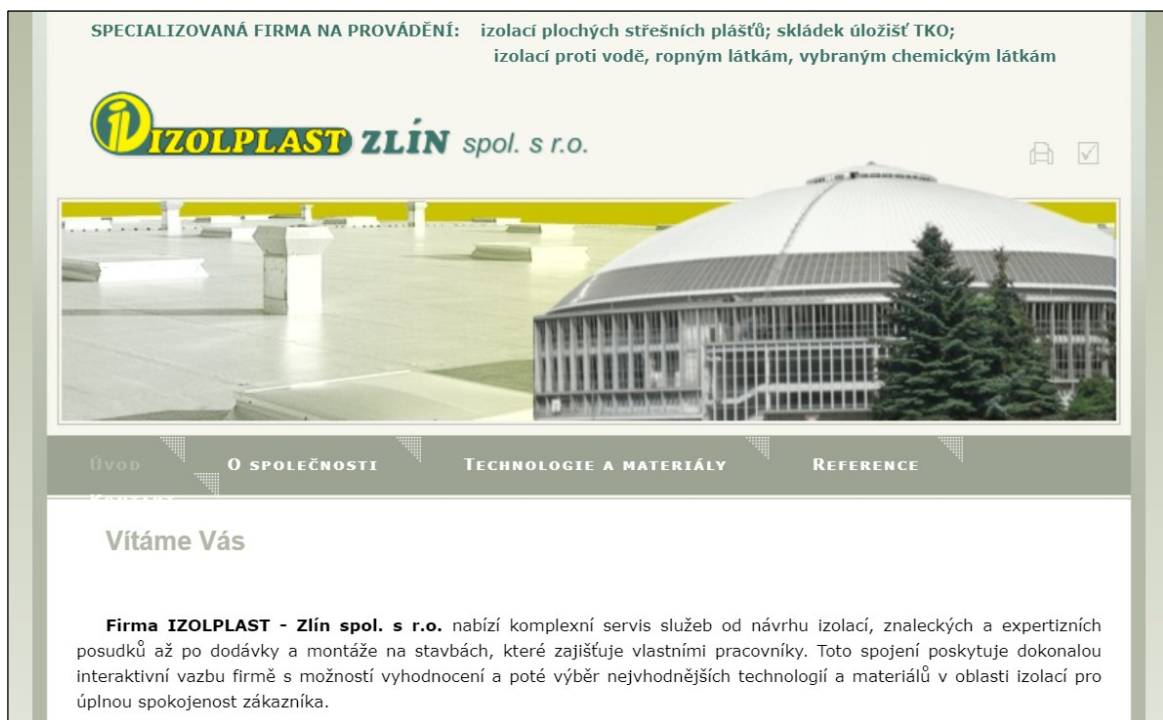 SPECIALIZOVANÁ FIRMA NA PROVÁDĚNÍ: izolací plochých střešních plášťů; skládek úložišť TKO;
izolací proti vodě, ropným látkám, vybraným chemickým látkám
IZOLPLAST ZLÍN spol. s r.o.
ÚVOD O SPOLEČNOSTI TECHNOLOGIE A MATERIÁLY REFERENCE
Vítáme Vás
Firma IZOLPLAST - Zlín spol. s r.o. nabízí komplexní servis služeb od návrhu izolací, znaleckých a expertizních
posudků až po dodávky a montáže na stavbách, které zajišťuje vlastními pracovníky. Toto spojení poskytuje dokonalou
interaktivní vazbu firmě s možností vyhodnocení a poté výběr nejvhodnějších technologií a materiálů v oblasti izolací pro
úplnou spokojenost zákazníka.